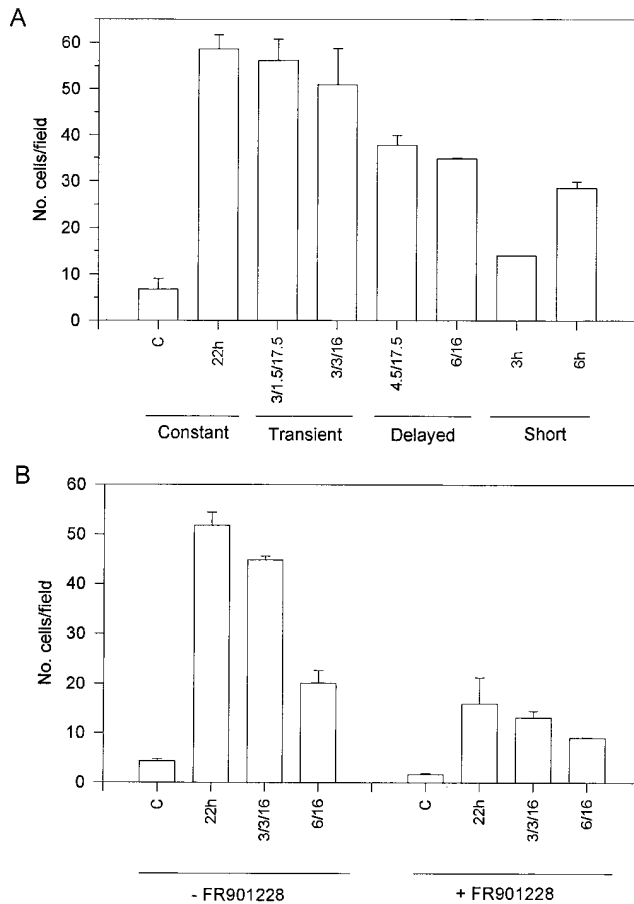 A
No. cells/field
60
50
40
30
20
10
0
C
22h
3/1.5/17.5
3/3/16
4.5/17.5
6/16
3h
6h
Constant
Transient
Delayed
Short
B
No. cells/field
60
50
40
30
20
10
0
C
22h
3/3/16
6/16
C
22h
3/3/16
6/16
- FR901228
+ FR901228